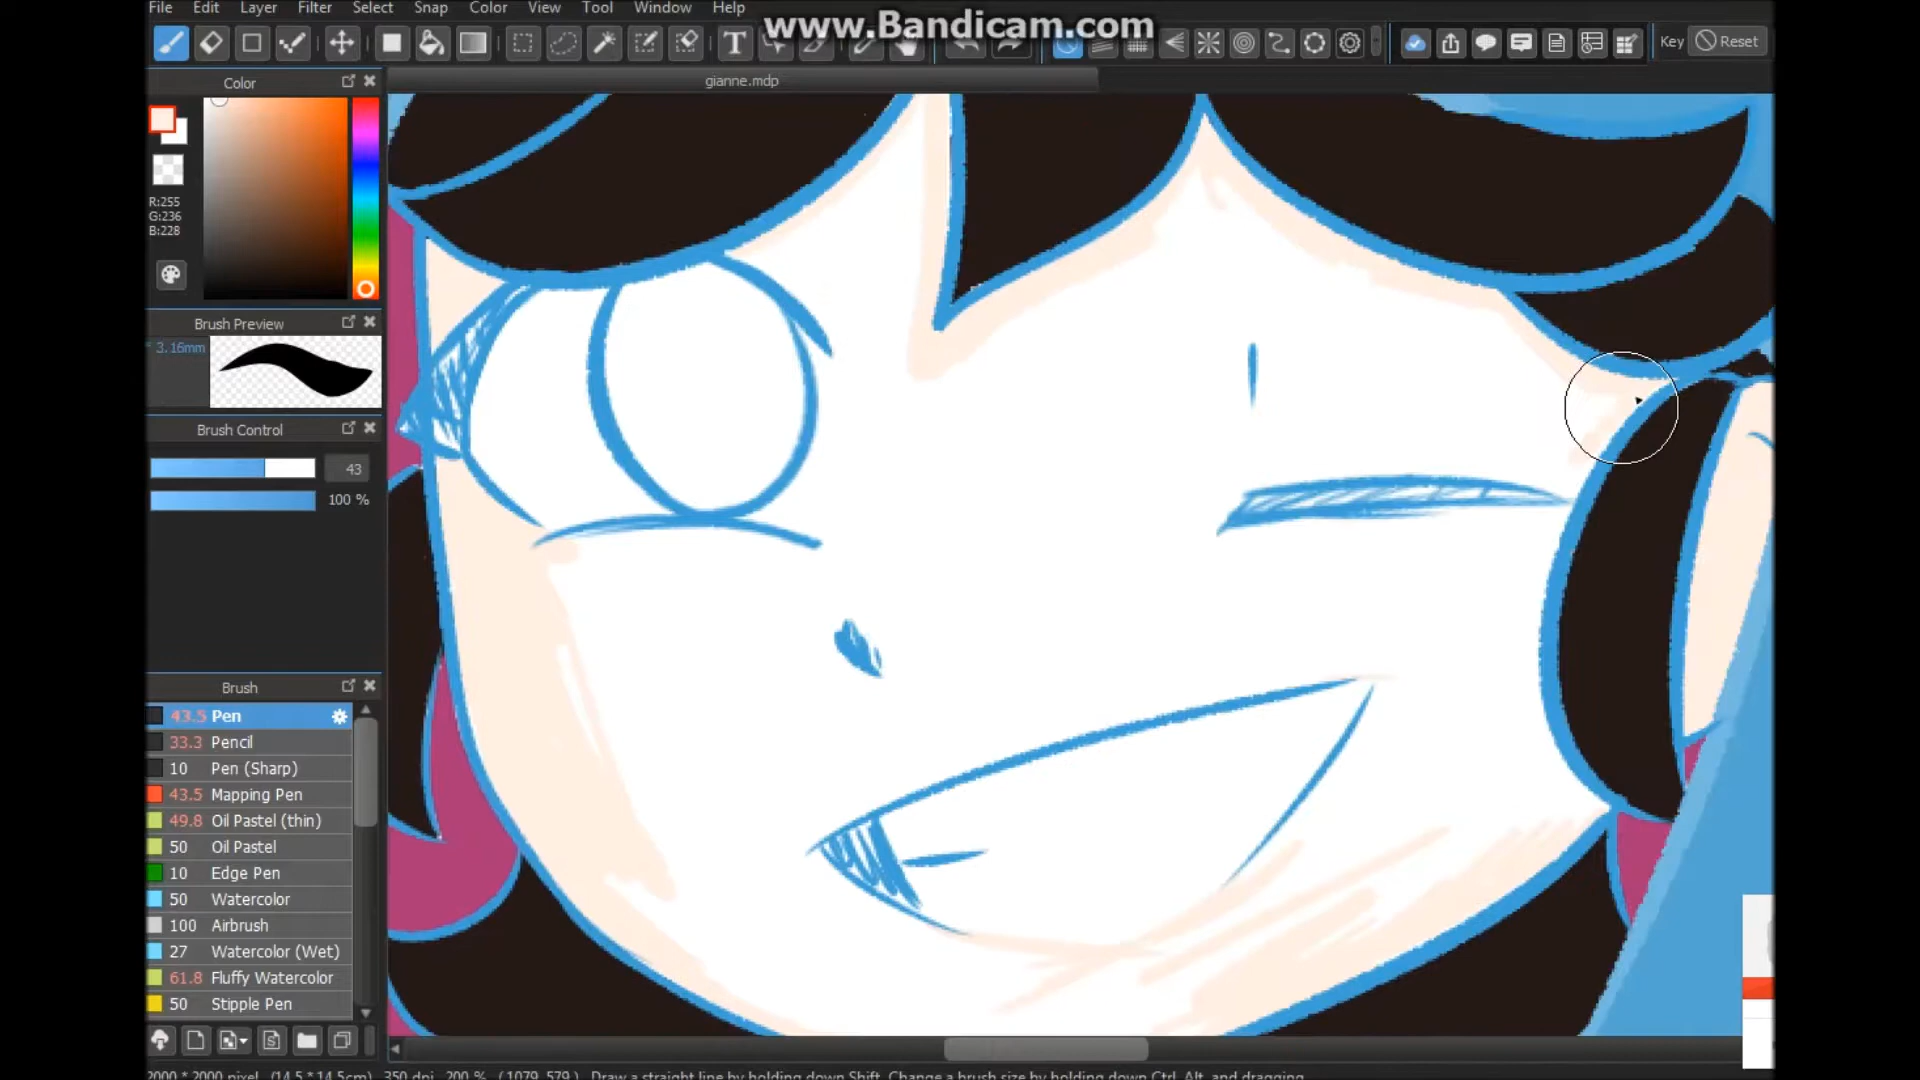 File Edit Layer Filter Select Snap Color View Tool Window Help
www.Bandicam.com
T
Key Reset
Color
gianne.mdp
R:255
G:236
B:228
Brush Preview
* 3.16mm
Brush Control
43
100 %
Brush
43.5 Pen
33.3 Pencil
10 Pen (Sharp)
43.5 Mapping Pen
49.8 Oil Pastel (thin)
50 Oil Pastel
10 Edge Pen
50 Watercolor
100 Airbrush
27 Watercolor (Wet)
61.8 Fluffy Watercolor
50 Stipple Pen
2000 * 2000 pixel (14.5 * 14.5cm) 350 dpi 200 % ( 1079, 579 ) Draw a straight line by holding down Shift, Change a brush size by holding down Ctrl, Alt, and dragging